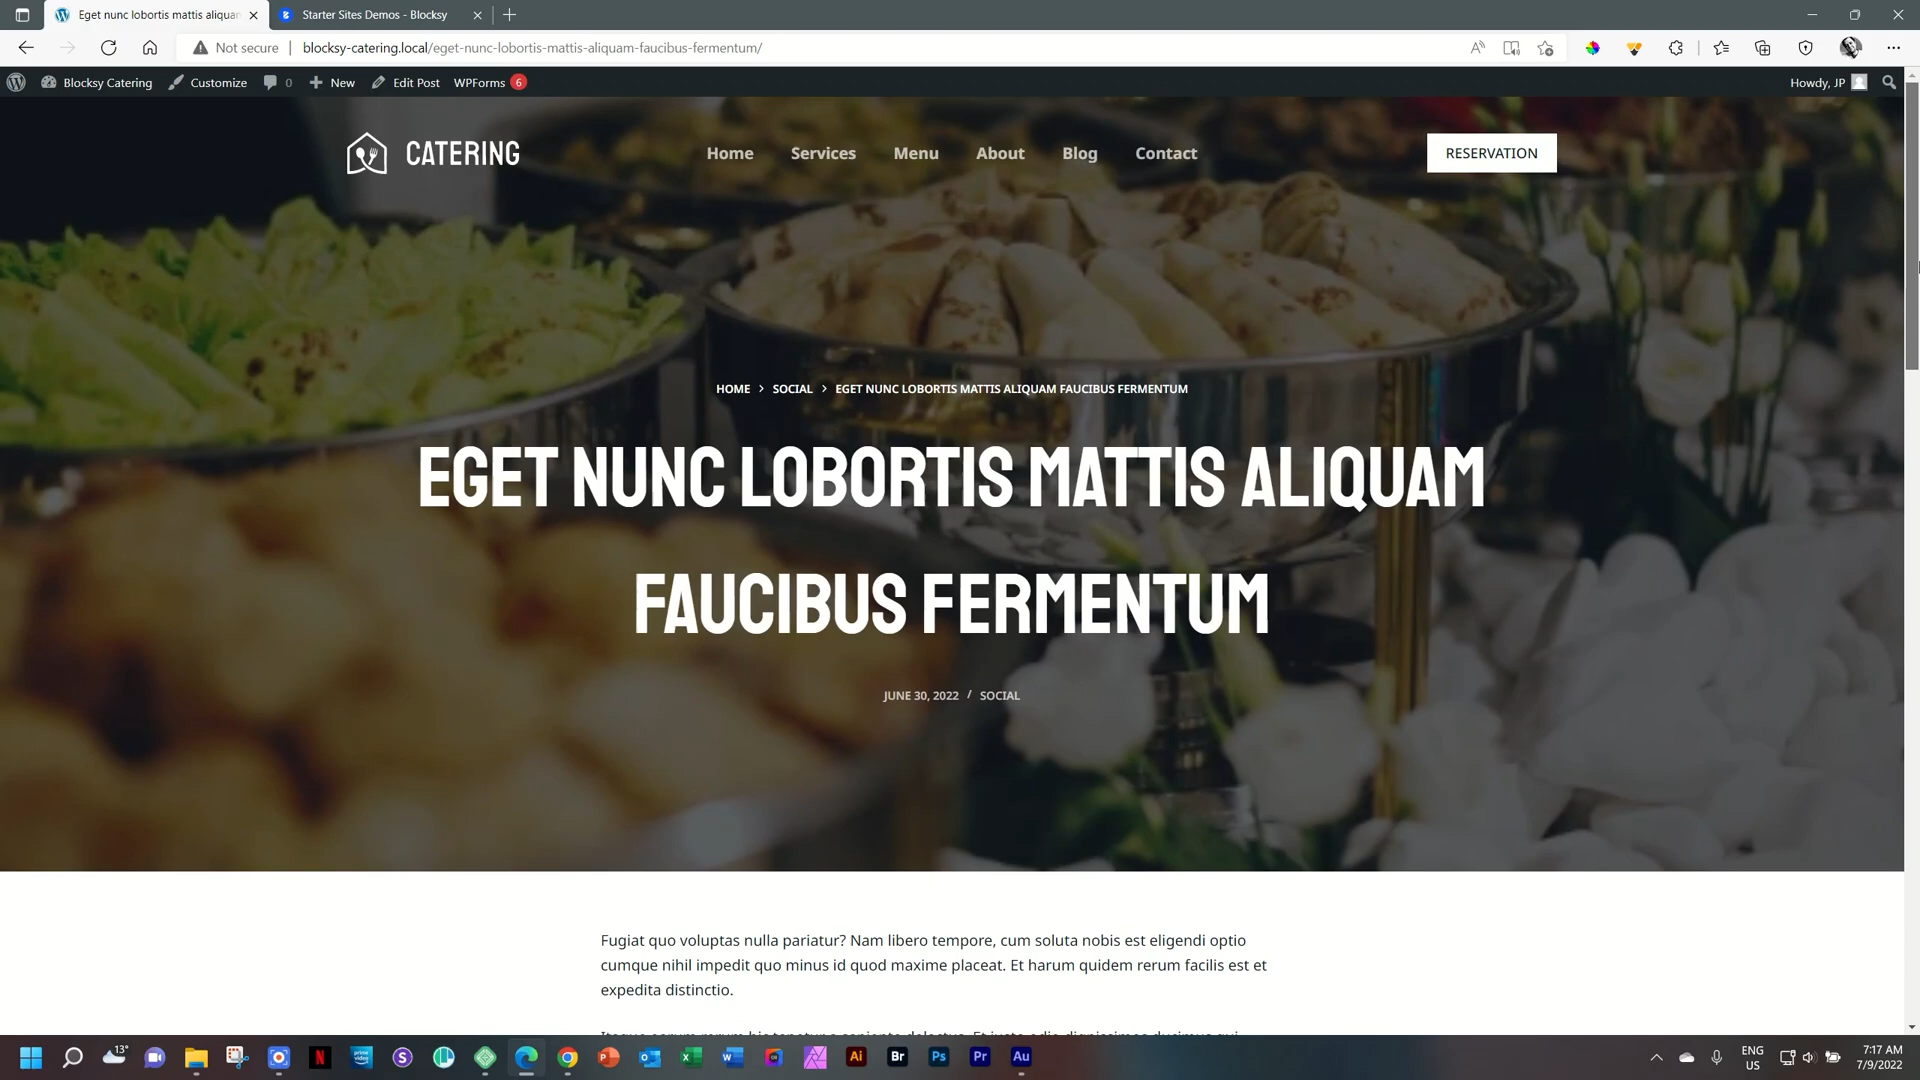 Eget nunc lobortis mattis aliquam
Starter Sites Demos - Blocksy
Not secure
blocksy-catering.local/eget-nunc-lobortis-mattis-aliquam-faucibus-fermentum/
Blocksy Catering
Customize
0
New
Edit Post
WPForms 6
Howdy, JP
CATERING
Home
Services
Menu
About
Blog
Contact
RESERVATION
HOME > SOCIAL > EGET NUNC LOBORTIS MATTIS ALIQUAM FAUCIBUS FERMENTUM
EGET NUNC LOBORTIS MATTIS ALIQUAM
FAUCIBUS FERMENTUM
JUNE 30, 2022 / SOCIAL
Fugiat quo voluptas nulla pariatur? Nam libero tempore, cum soluta nobis est eligendi optio
cumque nihil impedit quo minus id quod maxime placeat. Et harum quidem rerum facilis est et
expedita distinctio.
13°
Ai
Br
Ps
Pr
Au
ENG
US
7:17 AM
7/9/2022